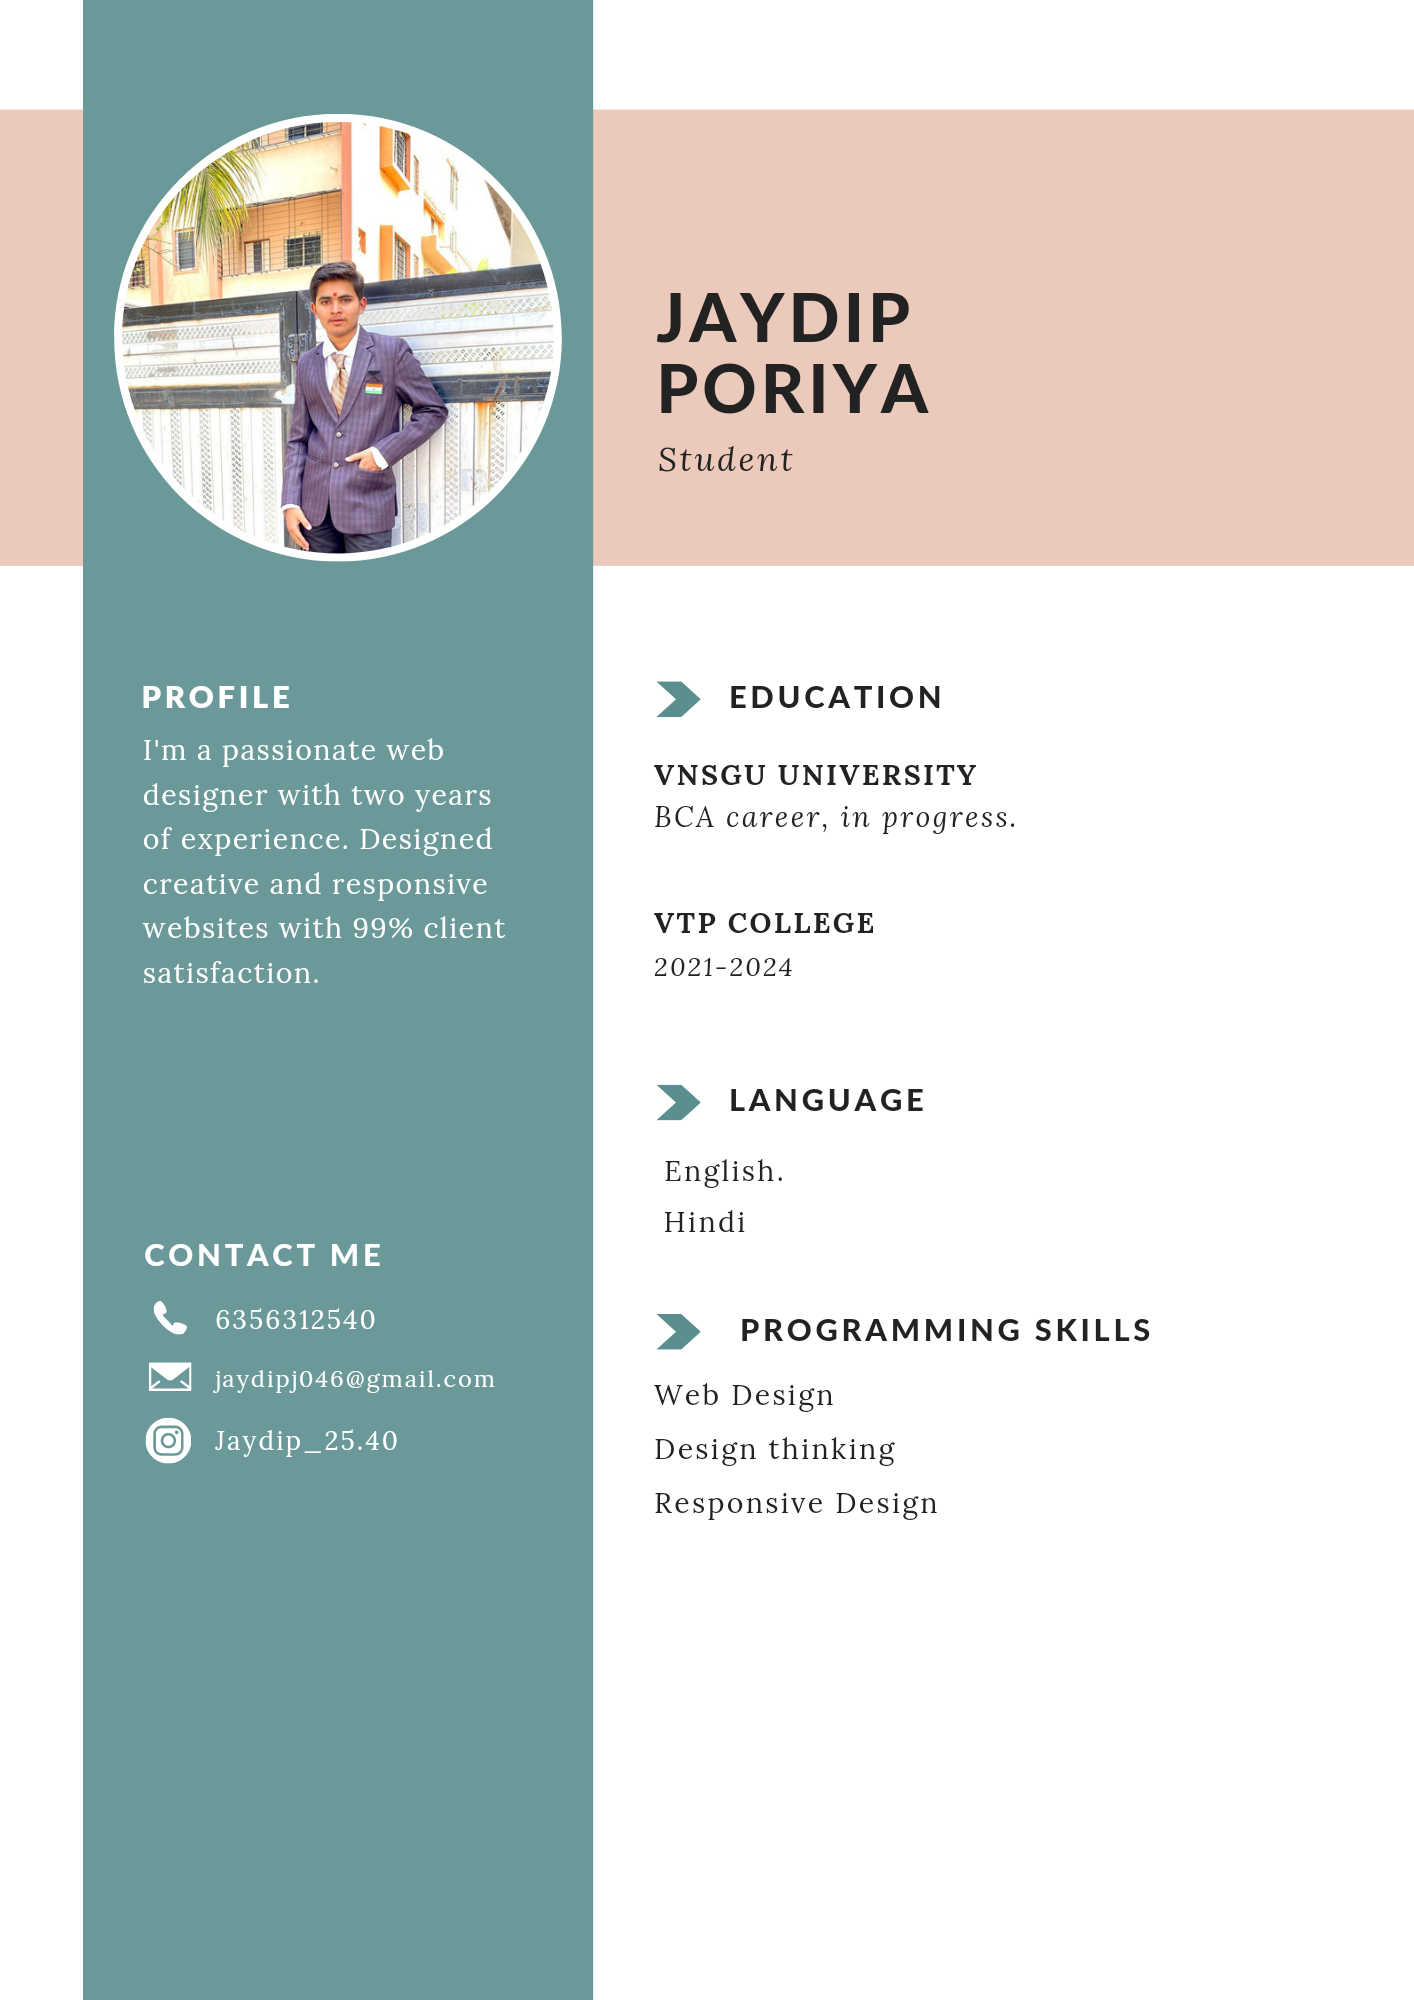 JAYDIP
PORIYA
Student
PROFILE
I'm a passionate web
designer with two years
of experience. Designed
creative and responsive
websites with 99% client
satisfaction.
CONTACT ME
6356312540
jaydipj046@gmail.com
Jaydip_25.40
EDUCATION
VNSGU UNIVERSITY
BCA career, in progress.
VTP COLLEGE
2021-2024
LANGUAGE
English.
Hindi
PROGRAMMING SKILLS
Web Design
Design thinking
Responsive Design